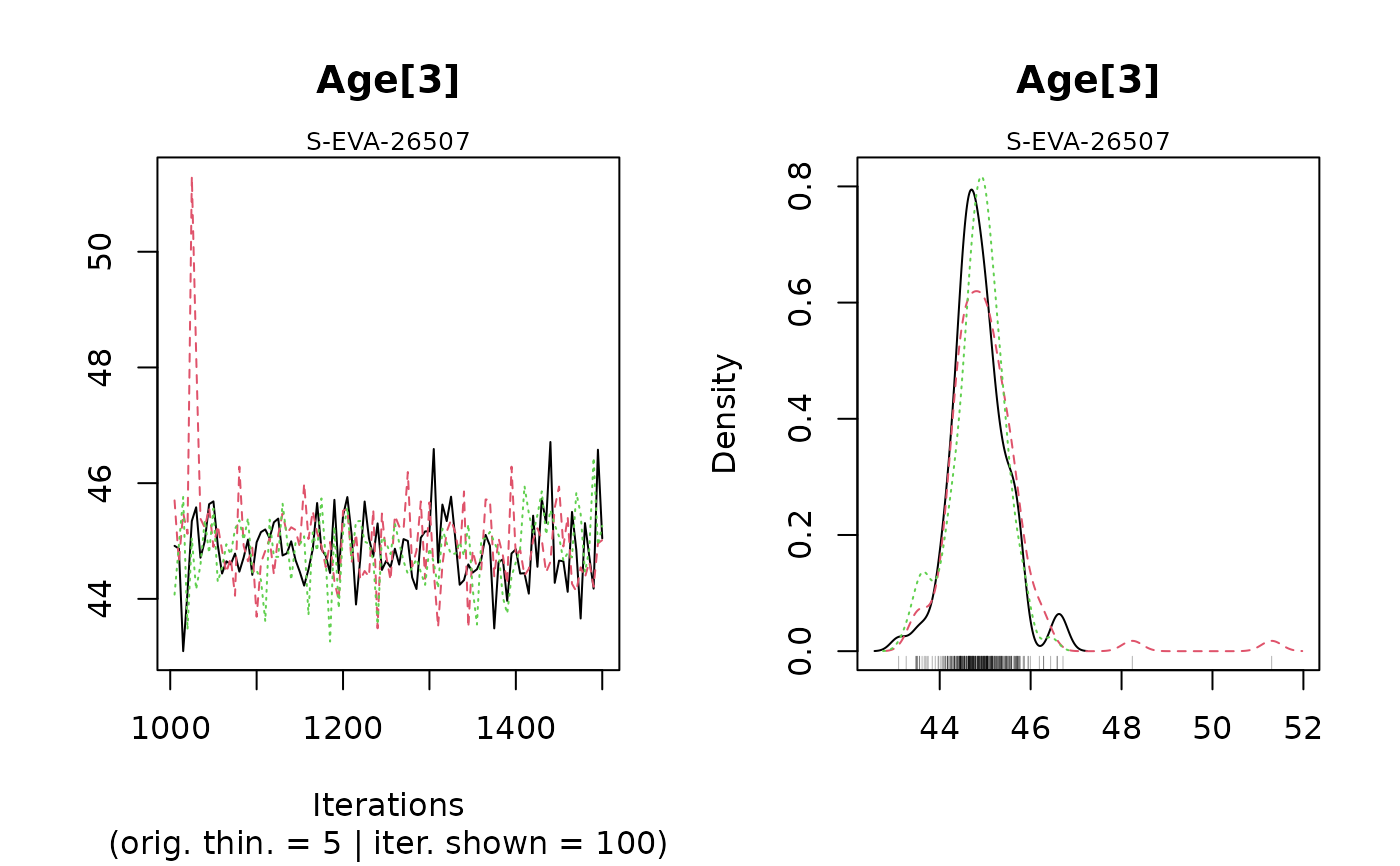 Age[3]
S-EVA-26507
50
48
46
44
1000
1200
1400
Iterations
(orig. thin. = 5 | iter. shown = 100)
Age[3]
S-EVA-26507
Density
0.8
0.6
0.4
0.2
0.0
44
46
48
50
52